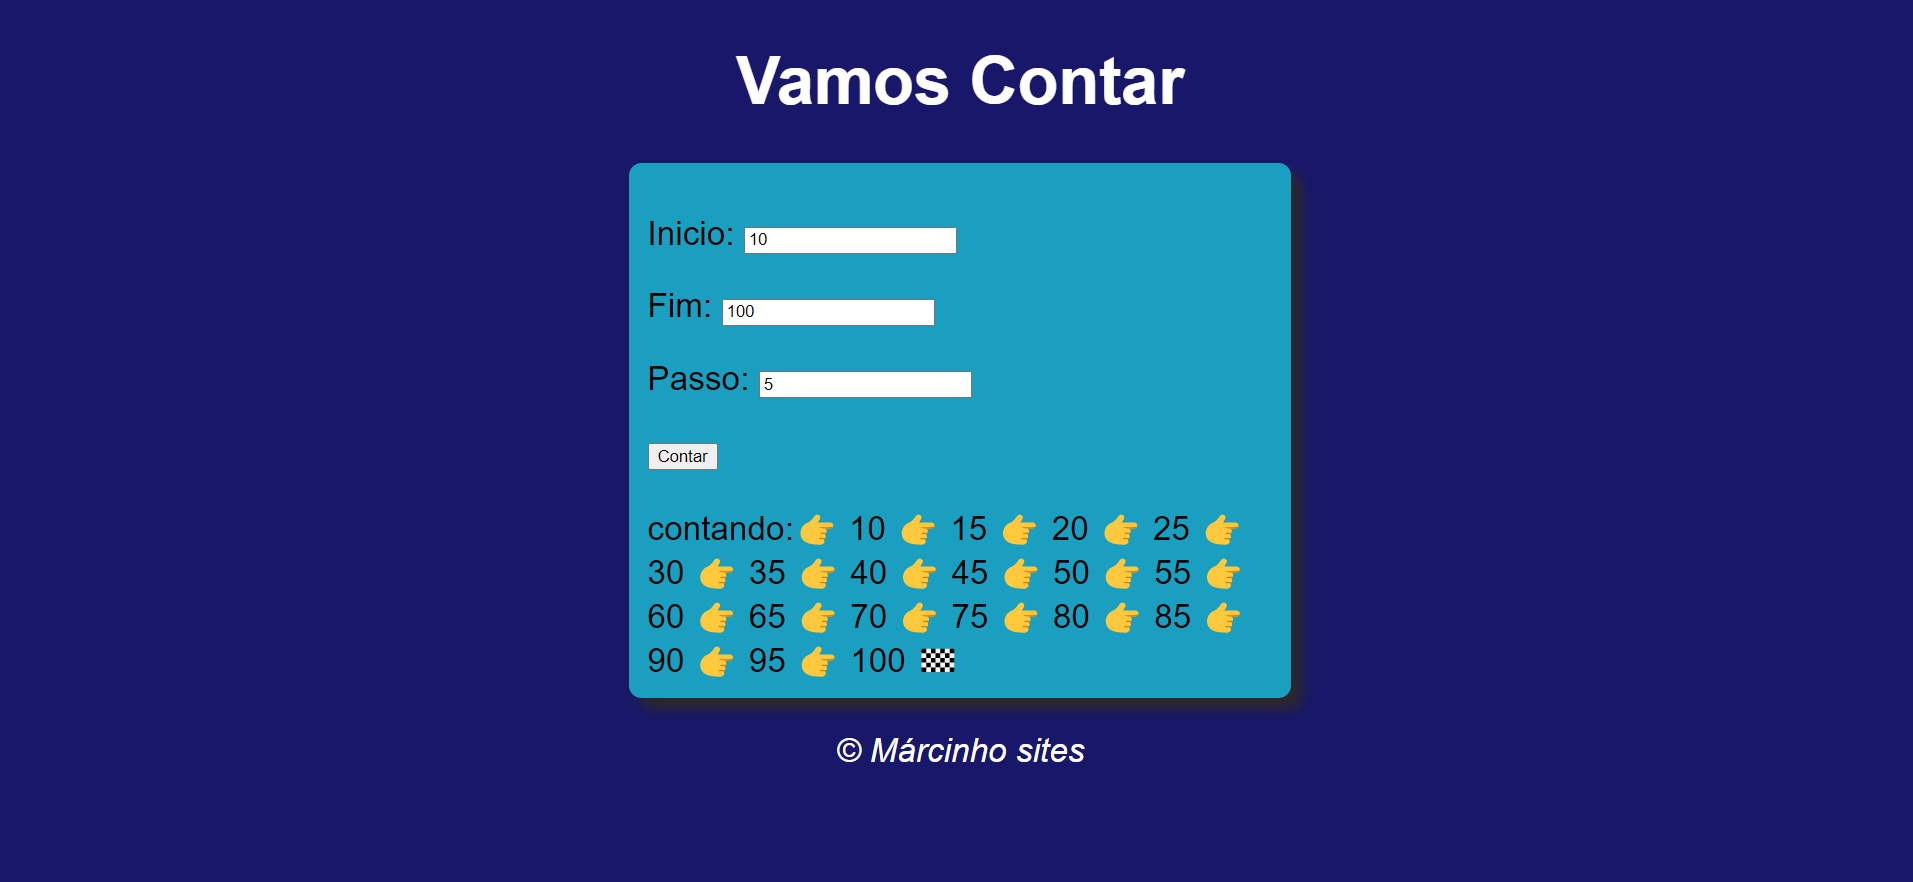 Vamos Contar
Inicio: 10
Fim: 100
Passo: 5
Contar
contando:👉 10 👉 15 👉 20 👉 25 👉
30 👉 35 👉 40 👉 45 👉 50 👉 55 👉
60 👉 65 👉 70 👉 75 👉 80 👉 85 👉
90 👉 95 👉 100 🏁
© Márcinho sites